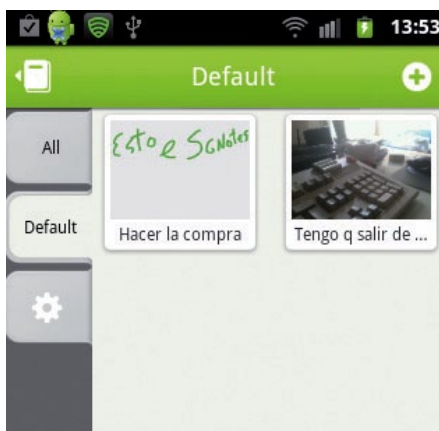 13:53
Default
All
Esto e SGNotes
Default
Hacer la compra
Tengo q salir de ...